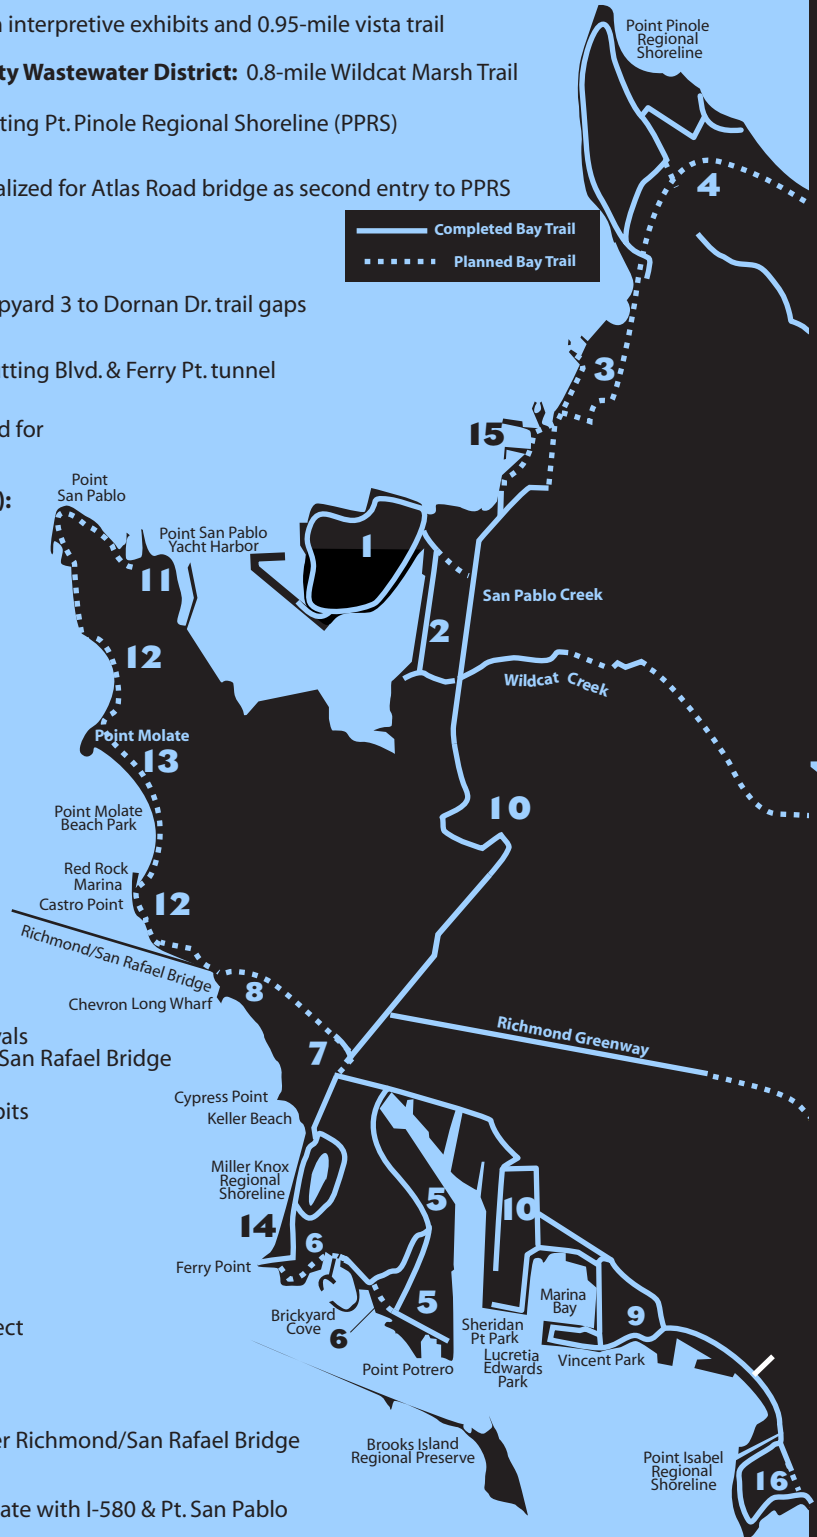 interpretive exhibits and 0.95-mile vista trail
ty Wastewater District: 0.8-mile Wildcat Marsh Trail
ting Pt. Pinole Regional Shoreline (PPRS)
alized for Atlas Road bridge as second entry to PPRS
Point Pinole
Regional
Shoreline
4
Completed Bay Trail
Planned Bay Trail
pyard 3 to Dornan Dr. trail gaps
3
tting Blvd. & Ferry Pt. tunnel
d for
15
):
Point
San Pablo
Point San Pablo
Yacht Harbor
1
11
San Pablo Creek
2
12
Wildcat Creek
Point Molate
13
10
Point Molate
Beach Park
Red Rock
Marina
Castro Point
12
Richmond/San Rafael Bridge
8
Chevron Long Wharf
Richmond Greenway
vals
San Rafael Bridge
7
Cypress Point
Keller Beach
bits
Miller Knox
Regional
Shoreline
5
10
14
6
Ferry Point
Marina
Bay
5
9
Brickyard
Cove
6
Sheridan
Pt Park
ect
Lucretia
Edwards
Park
Vincent Park
Point Potrero
er Richmond/San Rafael Bridge
Brooks Island
Regional Preserve
Point Isabel
Regional
Shoreline
16
ate with I-580 & Pt. San Pablo